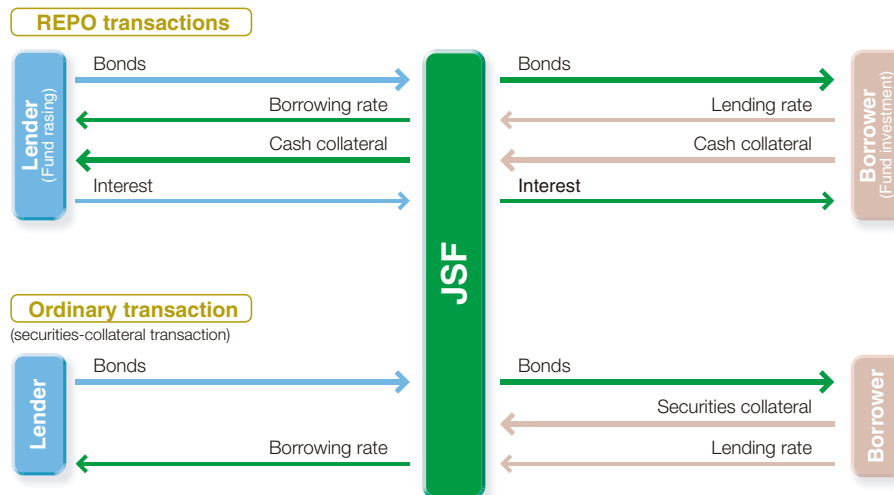 REPO transactions
Bonds
Bonds
Borrowing rate
Lending rate
Lender
(Fund rasing)
Borrower
(Fund investment)
Cash collateral
Cash collateral
Interest
Interest
JSF
Ordinary transaction
(securities-collateral transaction)
Bonds
Bonds
Lender
Borrower
Securities collateral
Borrowing rate
Lending rate